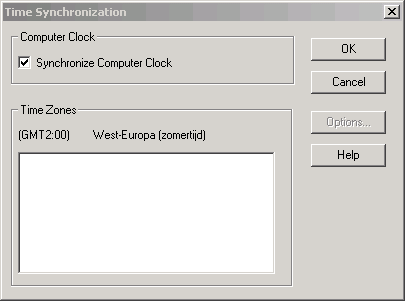 Time Synchronization
Computer Clock
Synchronize Computer Clock
OK
Cancel
Time Zones
(GMT2:00) West-Europa (zomertijd)
Options...
Help